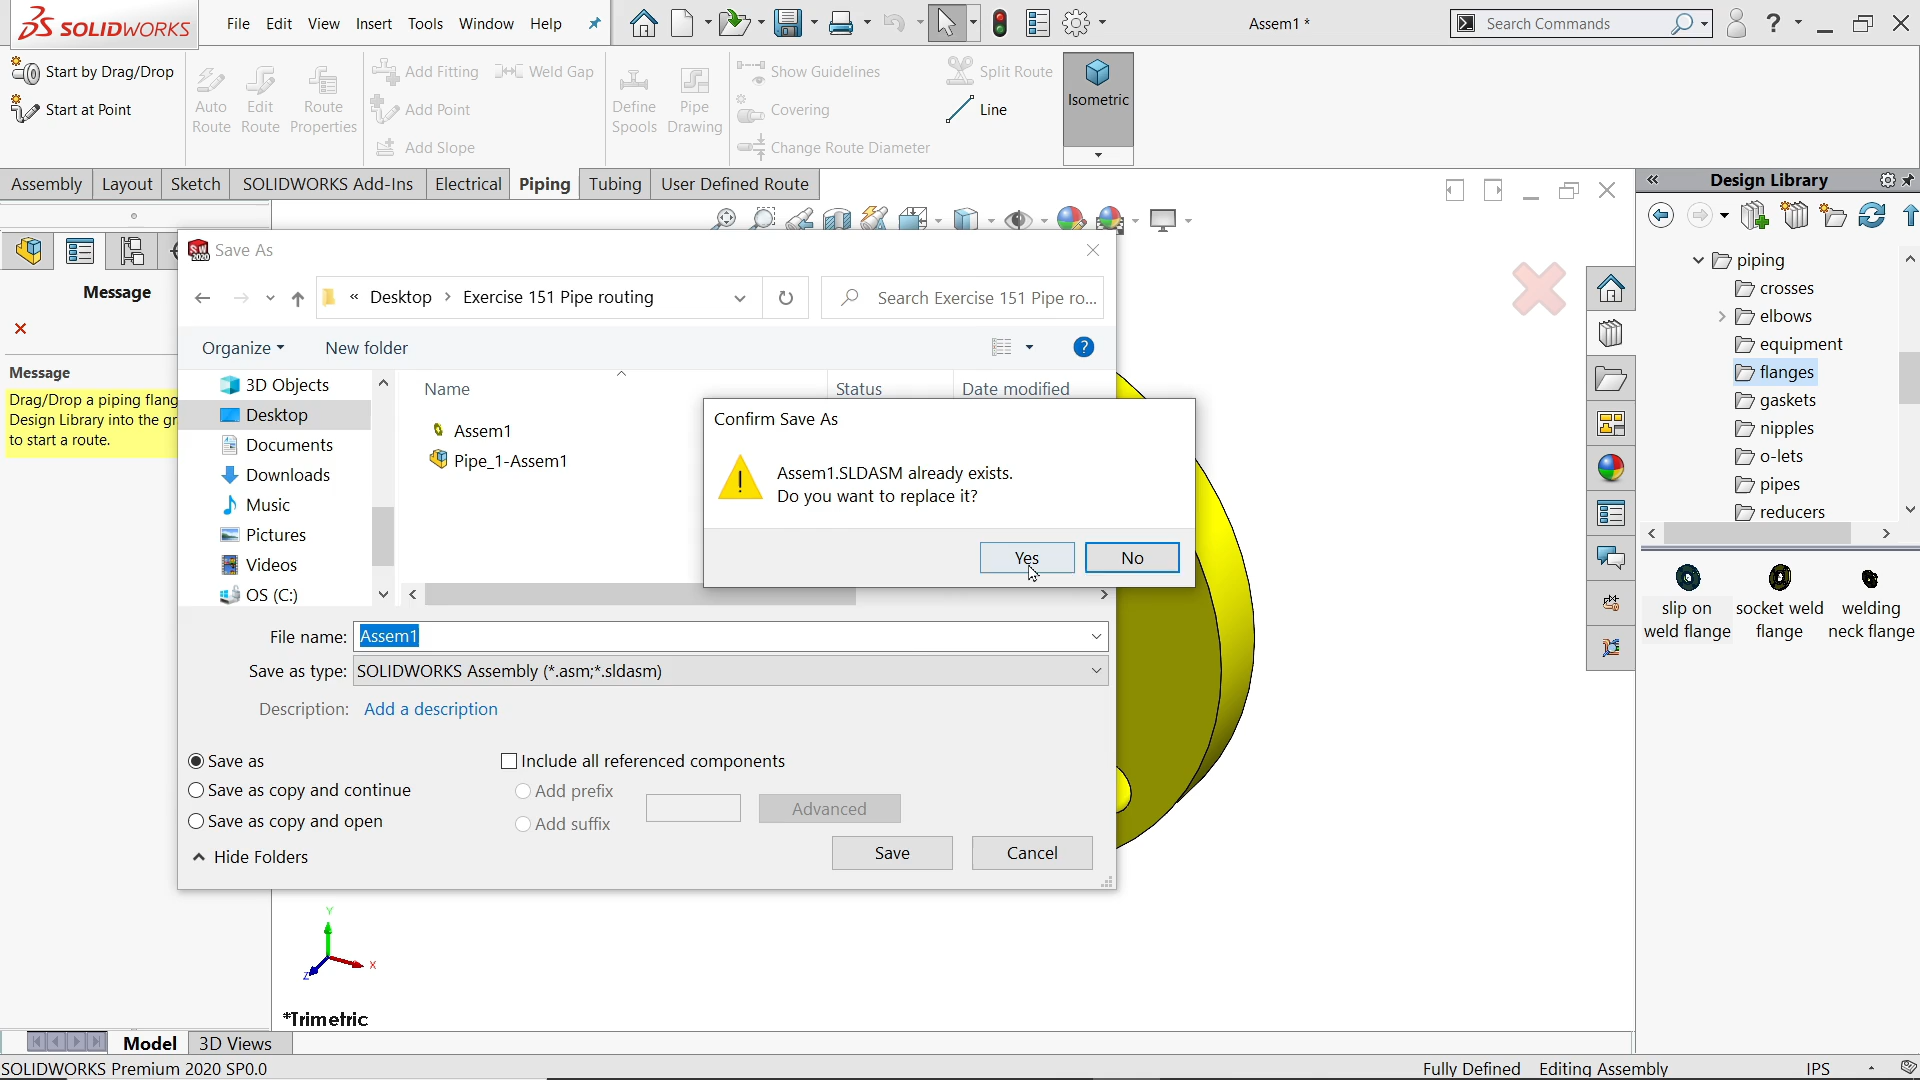 SOLIDWORKS
File Edit View Insert Tools Window Help
Assem1 *
Search Commands
?
Start by Drag/Drop
Start at Point
Auto Route
Edit Route
Route Properties
Add Fitting
Weld Gap
Add Point
Add Slope
Define Spools
Pipe Drawing
Show Guidelines
Covering
Change Route Diameter
Split Route
Line
Isometric
Assembly Layout Sketch SOLIDWORKS Add-Ins Electrical Piping Tubing User Defined Route
Message
Message
Drag/Drop a piping flang
Design Library into the gr
to start a route.
SW 2020 Save As
« Desktop > Exercise 151 Pipe routing
Search Exercise 151 Pipe ro...
Organize New folder
?
3D Objects
Desktop
Documents
Downloads
Music
Pictures
Videos
OS (C:)
Name Status Date modified
Assem1
Pipe_1-Assem1
Confirm Save As
Assem1.SLDASM already exists.
Do you want to replace it?
Yes No
File name: Assem1
Save as type: SOLIDWORKS Assembly (*.asm;*.sldasm)
Description: Add a description
Save as
Save as copy and continue
Save as copy and open
Include all referenced components
Add prefix
Add suffix
Advanced
Hide Folders
Save Cancel
Design Library
piping
crosses
elbows
equipment
flanges
gaskets
nipples
o-lets
pipes
reducers
slip on weld flange
socket weld flange
welding neck flange
Y
X
Z
*Trimetric
Model 3D Views
SOLIDWORKS Premium 2020 SP0.0
Fully Defined Editing Assembly IPS